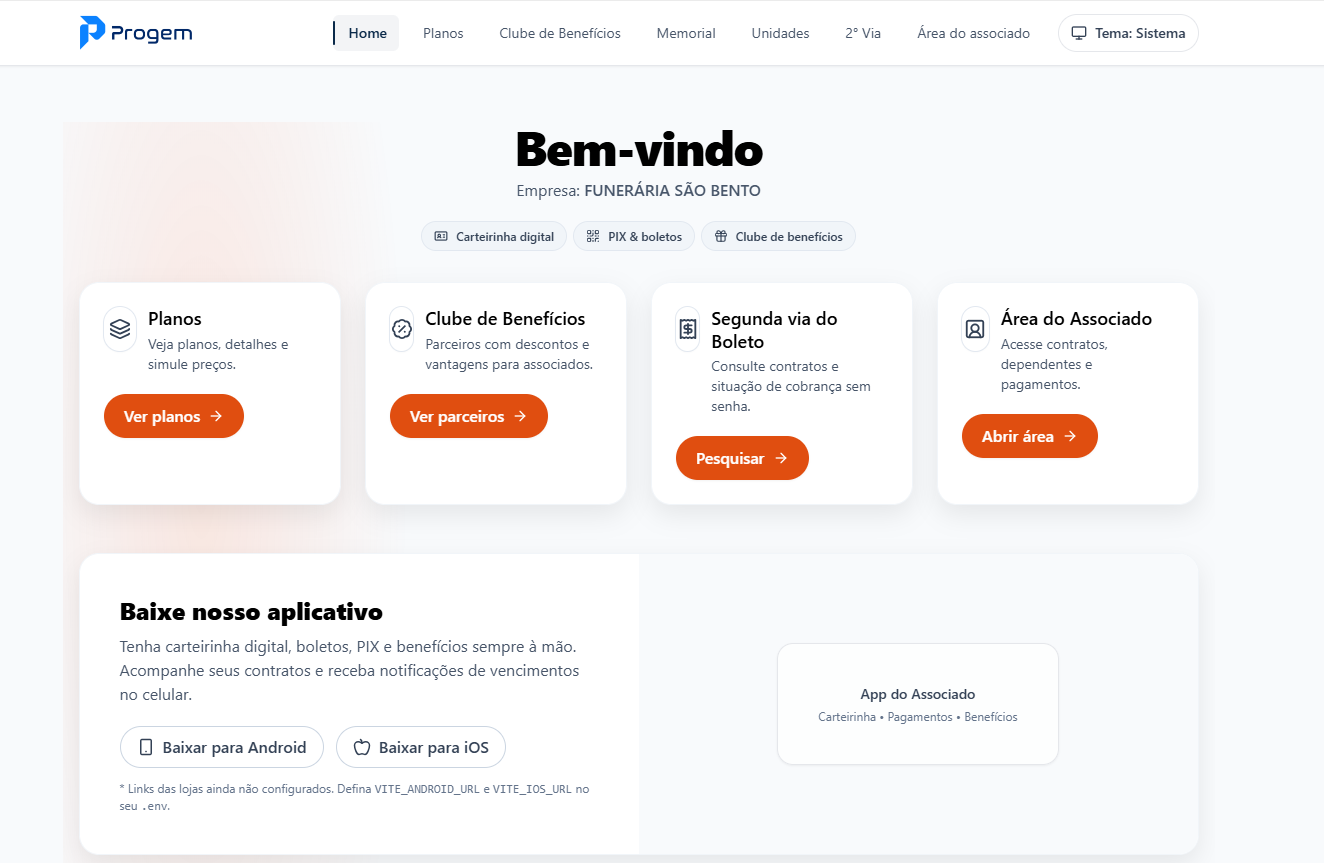 Progem
Home
Planos
Clube de Benefícios
Memorial
Unidades
2° Via
Área do associado
Tema: Sistema
Bem-vindo
Empresa: FUNERÁRIA SÃO BENTO
Carteirinha digital
PIX & boletos
Clube de benefícios
Planos
Veja planos, detalhes e
simule preços.
Ver planos →
Clube de Benefícios
Parceiros com descontos e
vantagens para associados.
Ver parceiros →
Segunda via do
Boleto
Consulte contratos e
situação de cobrança sem
senha.
Pesquisar →
Área do Associado
Acesse contratos,
dependentes e
pagamentos.
Abrir área →
Baixe nosso aplicativo
Tenha carteirinha digital, boletos, PIX e benefícios sempre à mão.
Acompanhe seus contratos e receba notificações de vencimentos
no celular.
Baixar para Android
Baixar para iOS
* Links das lojas ainda não configurados. Defina VITE_ANDROID_URL e VITE_IOS_URL no
seu .env.
App do Associado
Carteirinha • Pagamentos • Benefícios